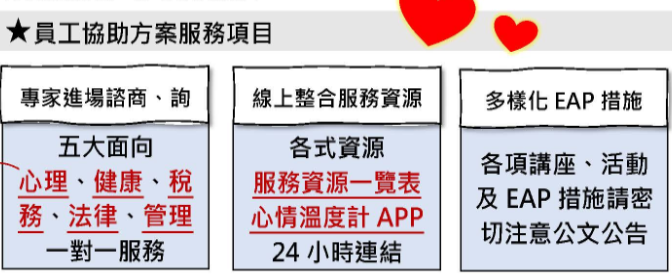 ★員工協助方案服務項目
專家進場諮商、詢
五大面向
心理、健康、稅
務、法律、管理
一對一服務
線上整合服務資源
各式資源
服務資源一覽表
心情溫度計 APP
24 小時連結
多樣化 EAP 措施
各項講座、活動
及 EAP 措施請密
切注意公文公告